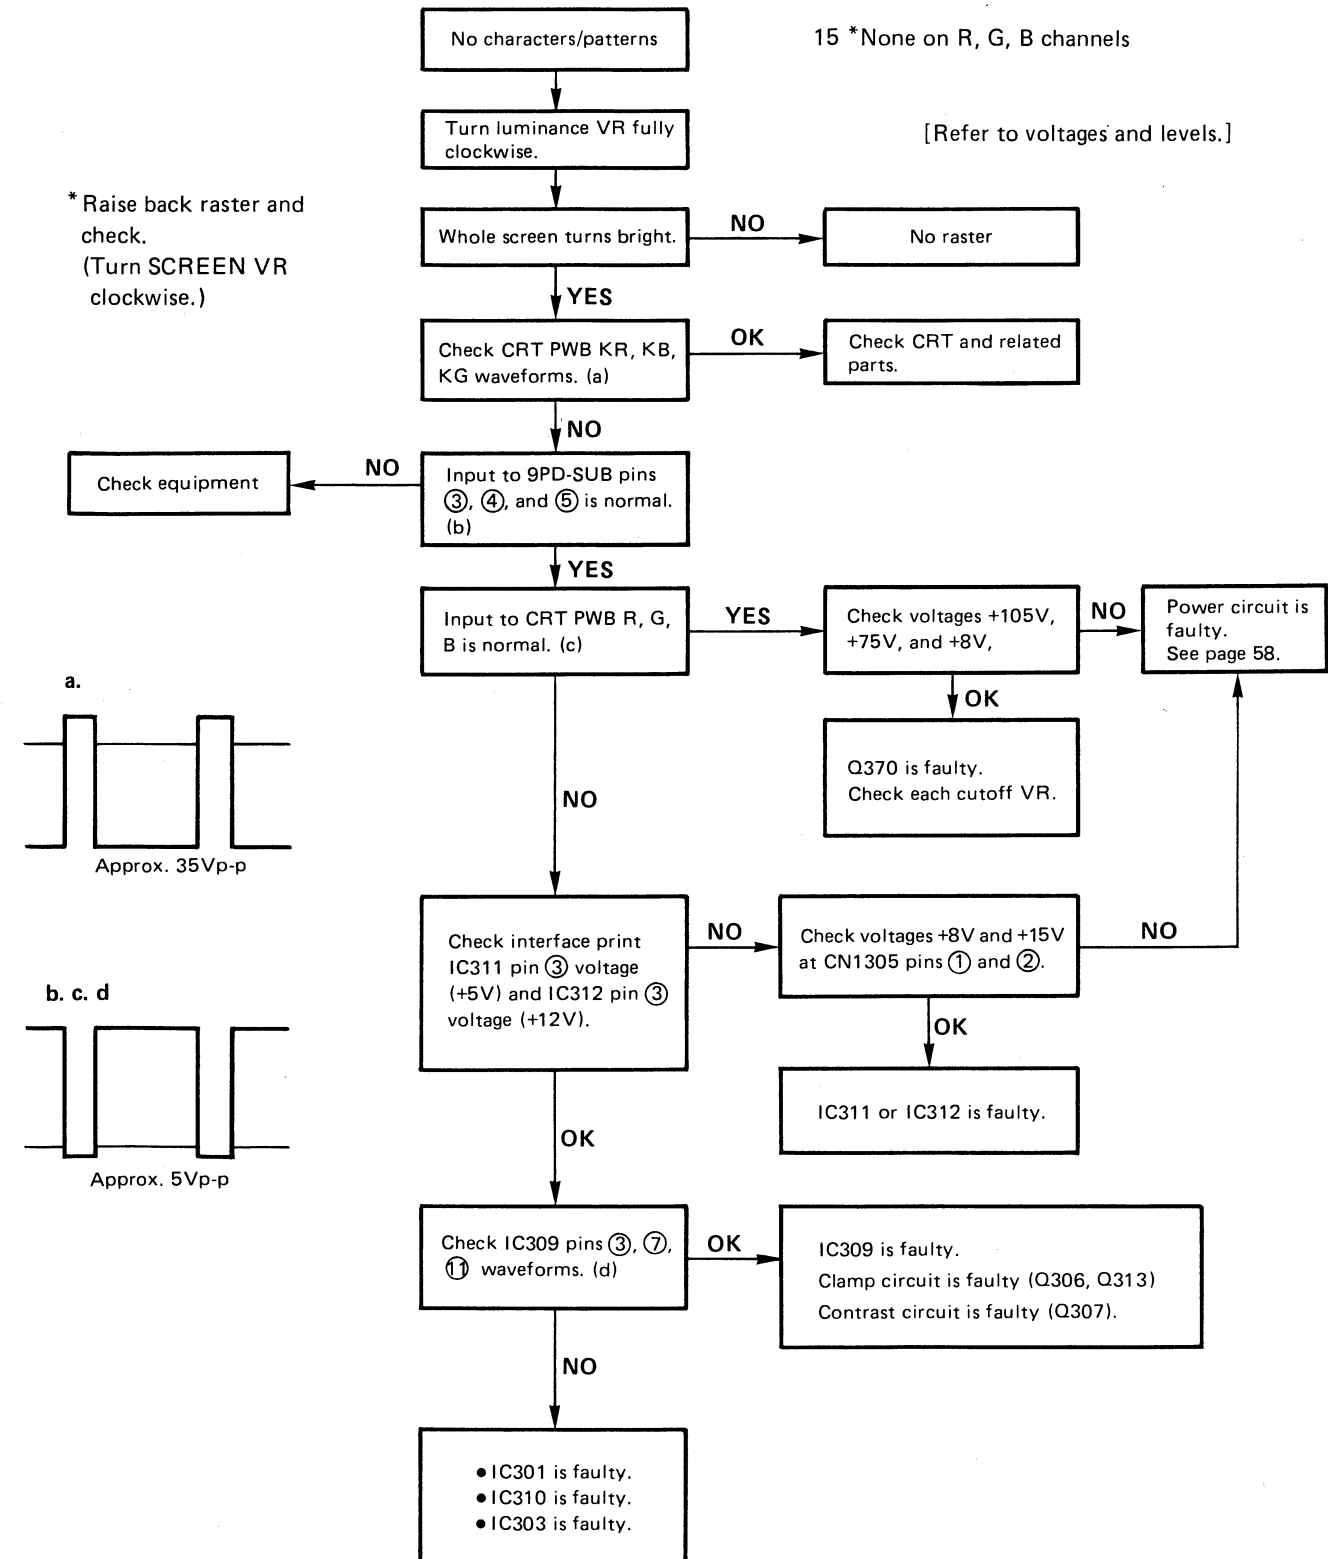 No characters/patterns
15 *None on R, G, B channels
Turn luminance VR fully
clockwise.
[Refer to voltages and levels.]
* Raise back raster and
check.
(Turn SCREEN VR
clockwise.)
Whole screen turns bright.
NO
No raster
YES
Check CRT PWB KR, KB,
KG waveforms. (a)
OK
Check CRT and related
parts.
NO
Input to 9PD-SUB pins
③, ④, and ⑤ is normal.
(b)
NO
Check equipment
YES
Input to CRT PWB R, G,
B is normal. (c)
YES
Check voltages +105V,
+75V, and +8V,
NO
Power circuit is
faulty.
See page 58.
OK
Q370 is faulty.
Check each cutoff VR.
a.
Approx. 35Vp-p
NO
Check interface print
IC311 pin ③ voltage
(+5V) and IC312 pin ③
voltage (+12V).
NO
Check voltages +8V and +15V
at CN1305 pins ① and ②.
NO
OK
IC311 or IC312 is faulty.
b. c. d
Approx. 5Vp-p
OK
Check IC309 pins ③, ⑦,
⑪ waveforms. (d)
OK
IC309 is faulty.
Clamp circuit is faulty (Q306, Q313)
Contrast circuit is faulty (Q307).
NO
● IC301 is faulty.
● IC310 is faulty.
● IC303 is faulty.